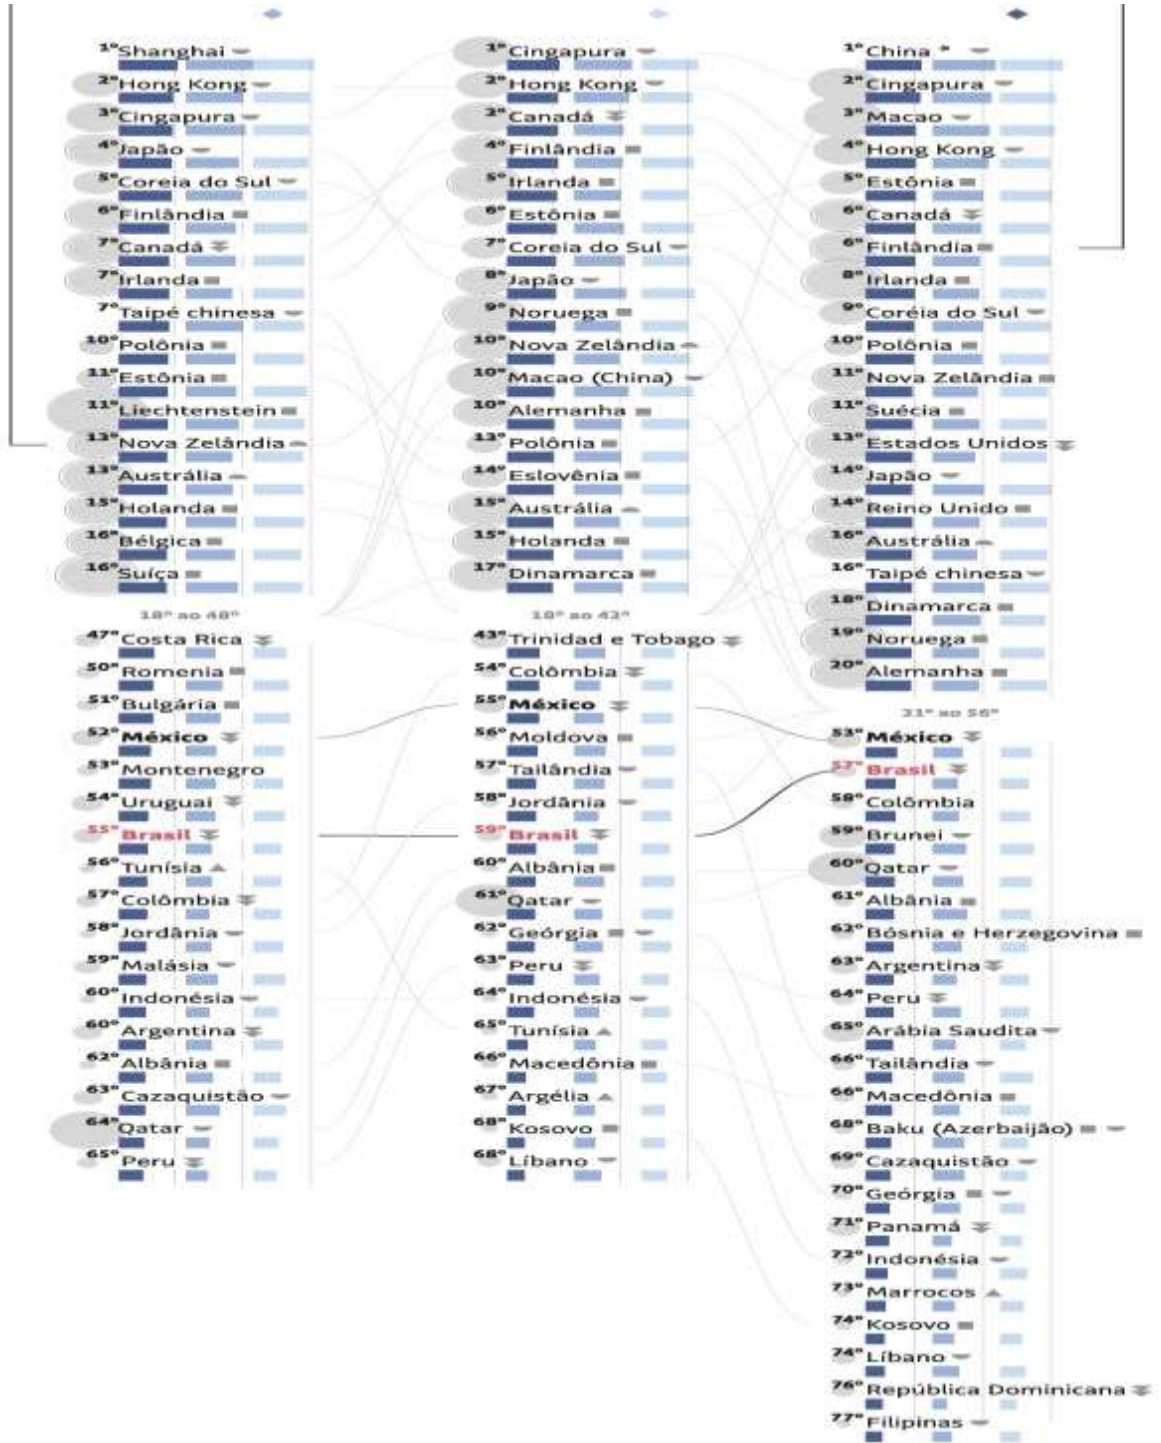 1º Shanghai
2º Hong Kong
3º Cingapura
4º Japão
5º Coreia do Sul
6º Finlândia
7º Canadá
7º Irlanda
7º Taipé chinesa
10º Polônia
11º Estônia
11º Liechtenstein
13º Nova Zelândia
13º Austrália
15º Holanda
16º Bélgica
16º Suíça
18º ao 48º
47º Costa Rica
50º Romenia
51º Bulgária
52º México
53º Montenegro
54º Uruguai
55º Brasil
56º Tunísia
57º Colômbia
58º Jordânia
59º Malásia
60º Indonésia
60º Argentina
62º Albânia
63º Cazaquistão
64º Qatar
65º Peru
1º Cingapura
2º Hong Kong
2º Canadá
4º Finlândia
5º Irlanda
6º Estônia
7º Coreia do Sul
8º Japão
9º Noruega
10º Nova Zelândia
10º Macao (China)
10º Alemanha
13º Polônia
14º Eslovênia
15º Austrália
15º Holanda
17º Dinamarca
18º ao 42º
43º Trinidad e Tobago
54º Colômbia
55º México
56º Moldova
57º Tailândia
58º Jordânia
59º Brasil
60º Albânia
61º Qatar
62º Geórgia
63º Peru
64º Indonésia
65º Tunísia
66º Macedônia
67º Argélia
68º Kosovo
68º Líbano
1º China *
2º Cingapura
3º Macao
4º Hong Kong
5º Estônia
6º Canadá
6º Finlândia
8º Irlanda
9º Coréia do Sul
10º Polônia
11º Nova Zelândia
11º Suécia
13º Estados Unidos
14º Japão
14º Reino Unido
16º Austrália
16º Taipé chinesa
18º Dinamarca
19º Noruega
20º Alemanha
21º ao 56º
53º México
57º Brasil
58º Colômbia
59º Brunei
60º Qatar
61º Albânia
62º Bósnia e Herzegovina
63º Argentina
64º Peru
65º Arábia Saudita
66º Tailândia
66º Macedônia
68º Baku (Azerbaijão)
69º Cazaquistão
70º Geórgia
71º Panamá
72º Indonésia
73º Marrocos
74º Kosovo
74º Líbano
76º República Dominicana
77º Filipinas